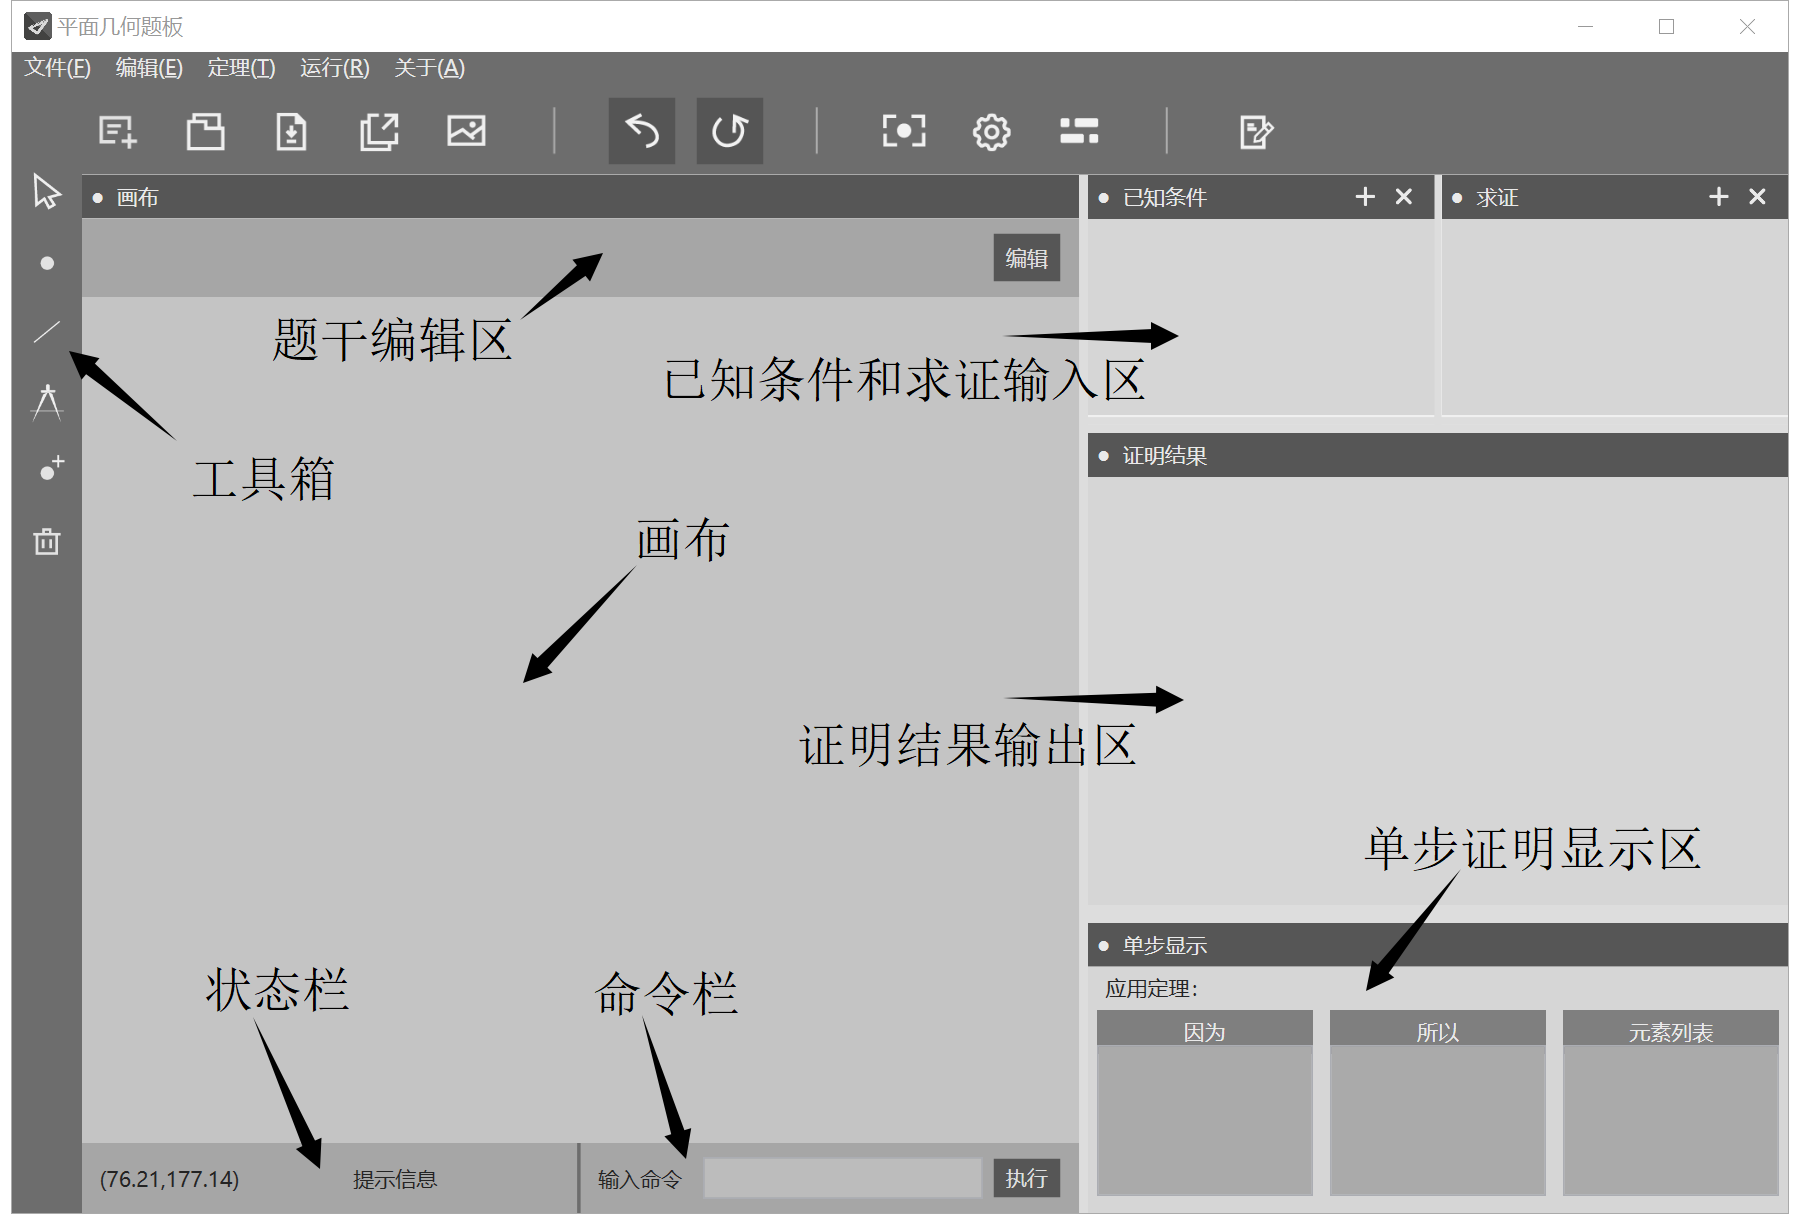 平面几何题板
文件(F) 编辑(E) 定理(T) 运行(R) 关于(A)
画布
已知条件
求证
编辑
题干编辑区
已知条件和求证输入区
证明结果
工具箱
画布
证明结果输出区
单步证明显示区
单步显示
状态栏
命令栏
应用定理：
因为
所以
元素列表
(76.21,177.14)
提示信息
输入命令
执行